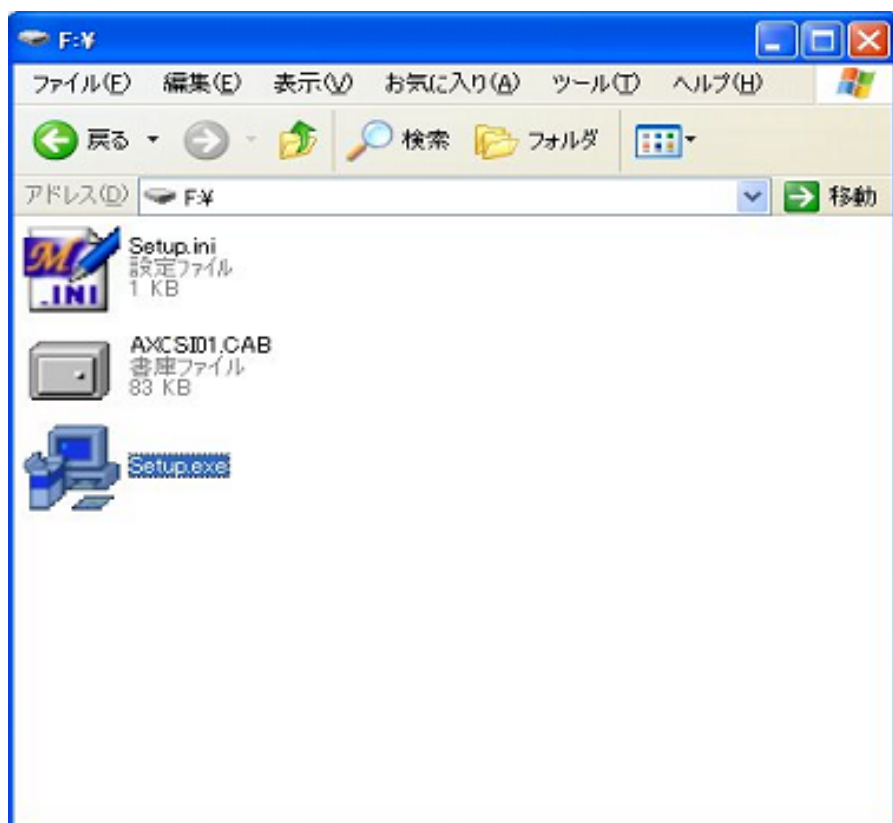 F:¥
ファイル(F) 編集(E) 表示(V) お気に入り(A) ツール(T) ヘルプ(H)
戻る 検索 フォルダ
アドレス(D) F:¥ 移動
M
.INI
Setup.ini
設定ファイル
1 KB
AXCSID1.CAB
書庫ファイル
83 KB
Setup.exe